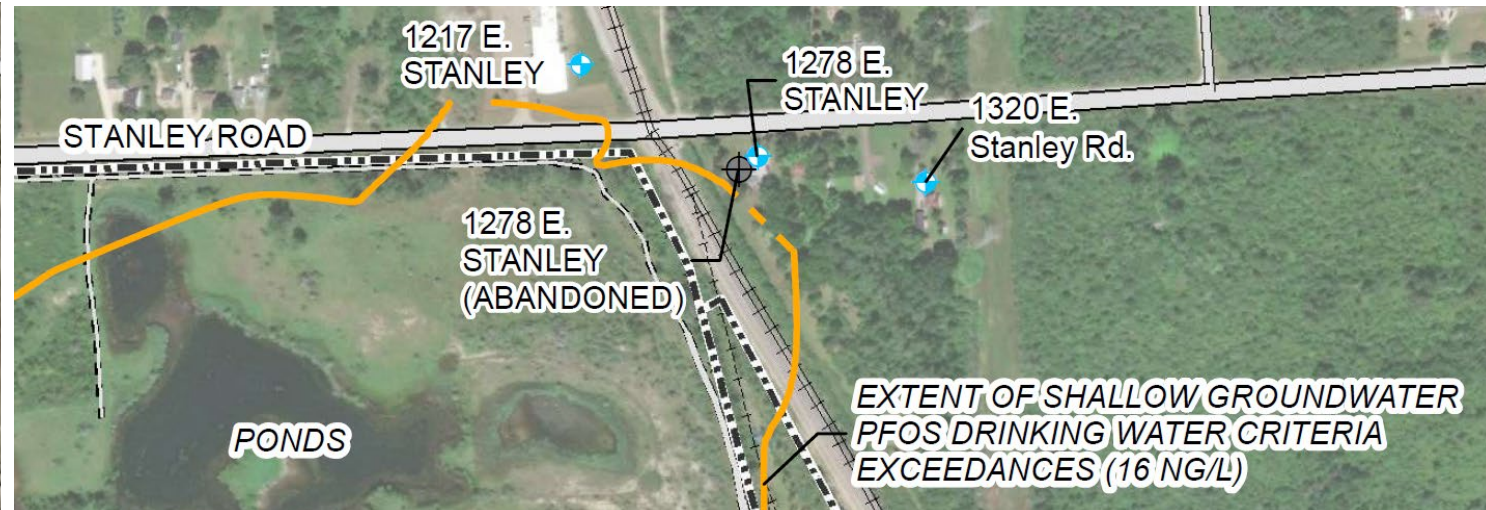 1217 E.
STANLEY
1278 E.
STANLEY
1320 E.
Stanley Rd.
STANLEY ROAD
1278 E.
STANLEY
(ABANDONED)
PONDS
EXTENT OF SHALLOW GROUNDWATER
PFOS DRINKING WATER CRITERIA
EXCEEDANCES (16 NG/L)